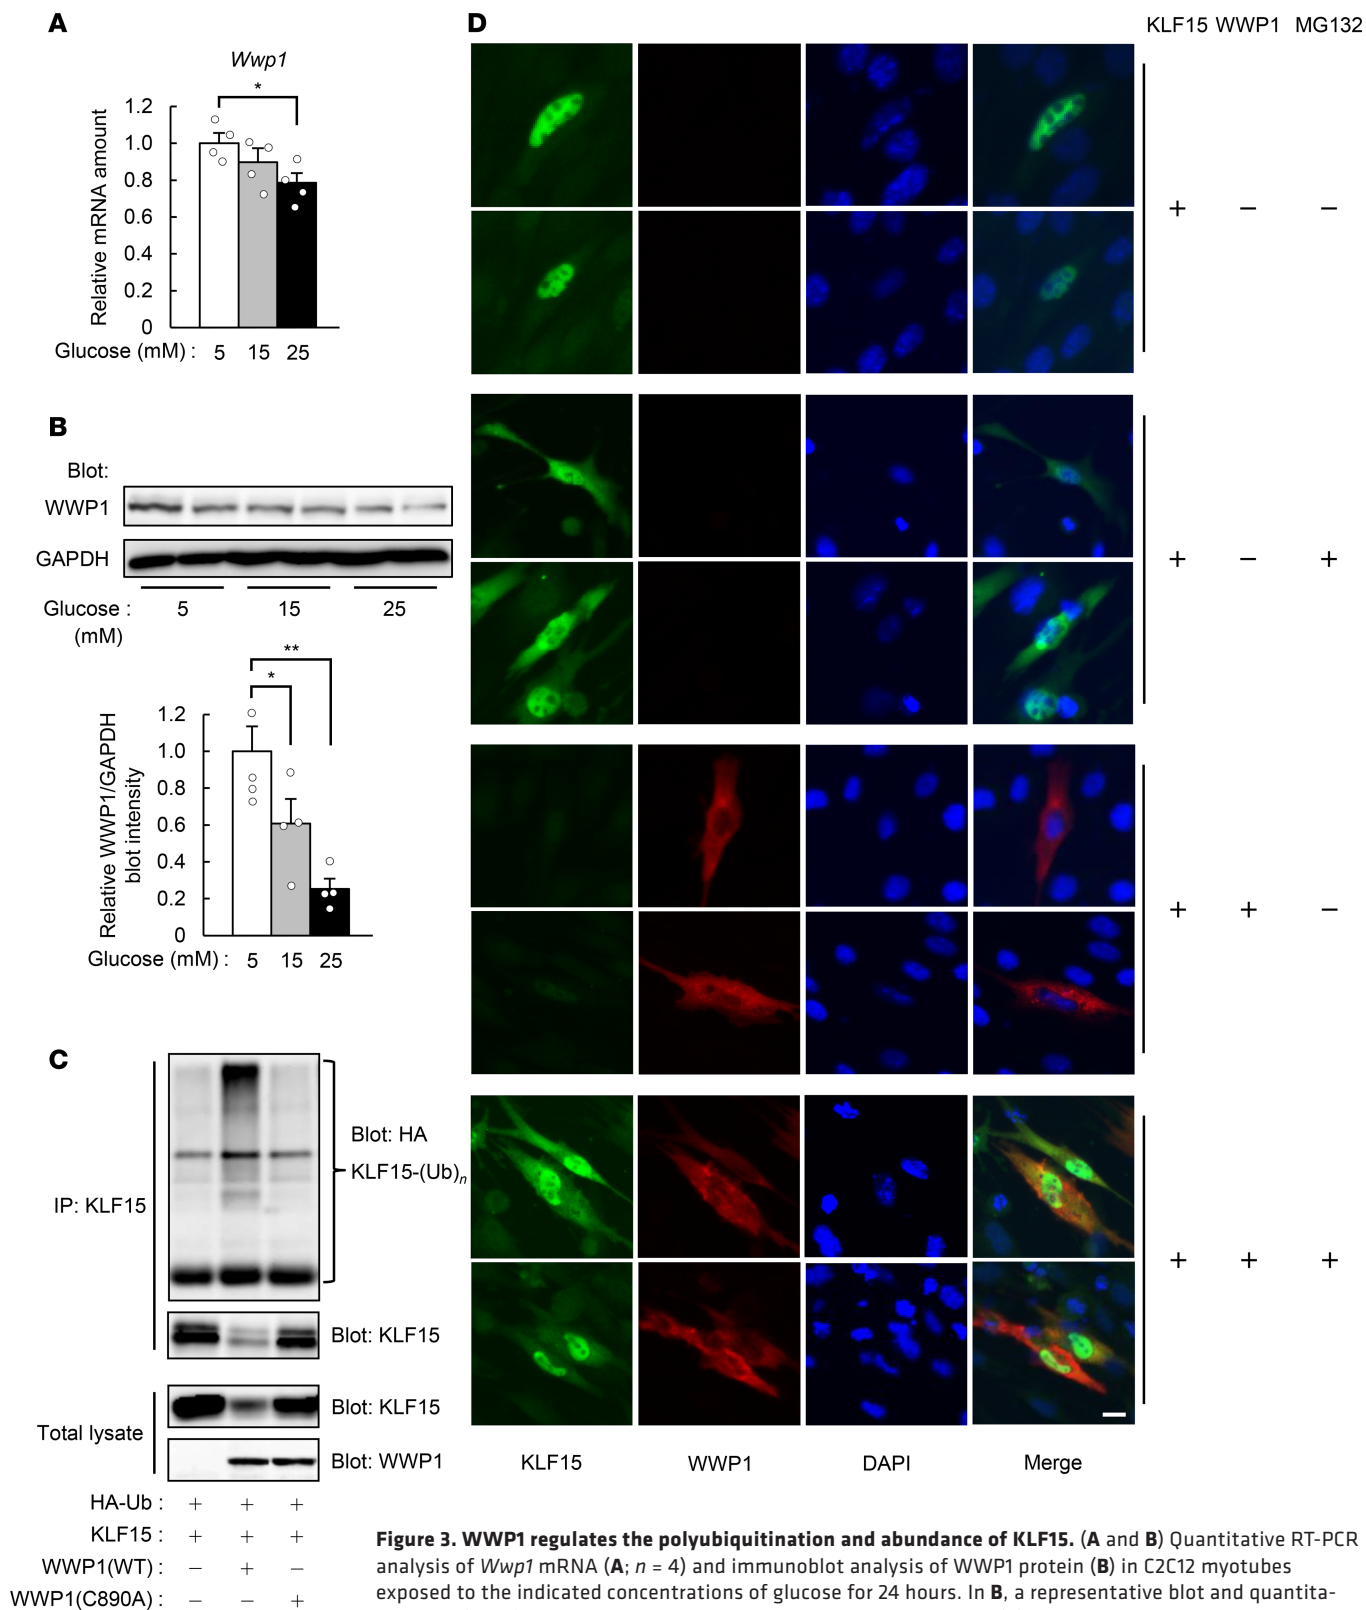 A
Wwp1
*
Relative mRNA amount
1.2
1.0
0.8
0.6
0.4
0.2
0
Glucose (mM) : 5 15 25
B
Blot:
WWP1
GAPDH
Glucose : 5 15 25
(mM)
**
*
Relative WWP1/GAPDH
blot intensity
1.2
1.0
0.8
0.6
0.4
0.2
0
Glucose (mM) : 5 15 25
C
IP: KLF15
Blot: HA
KLF15-(Ub)n
Blot: KLF15
Total lysate
Blot: KLF15
Blot: WWP1
HA-Ub : + + +
KLF15 : + + +
WWP1(WT) − + −
WWP1(C890A) : − − +
D
KLF15 WWP1 MG132
+ − −
+ − +
+ + −
+ + +
KLF15 WWP1 DAPI Merge
Figure 3. WWP1 regulates the polyubiquitination and abundance of KLF15. (A and B) Quantitative RT-PCR
analysis of Wwp1 mRNA (A; n = 4) and immunoblot analysis of WWP1 protein (B) in C2C12 myotubes
exposed to the indicated concentrations of glucose for 24 hours. In B, a representative blot and quantita-